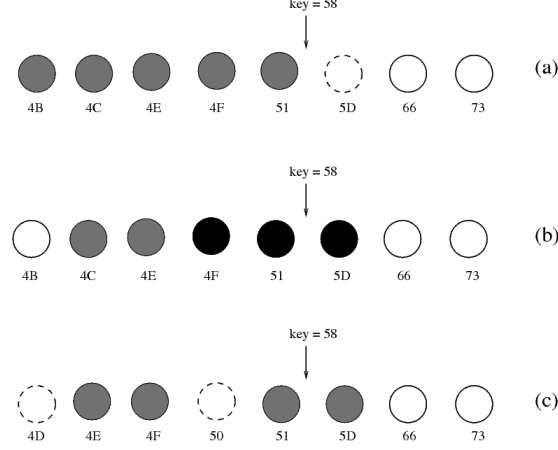 key = 58
(a)
4B 4C 4E 4F 51 5D 66 73
key = 58
(b)
4B 4C 4E 4F 51 5D 66 73
key = 58
(c)
4D 4E 4F 50 51 5D 66 73